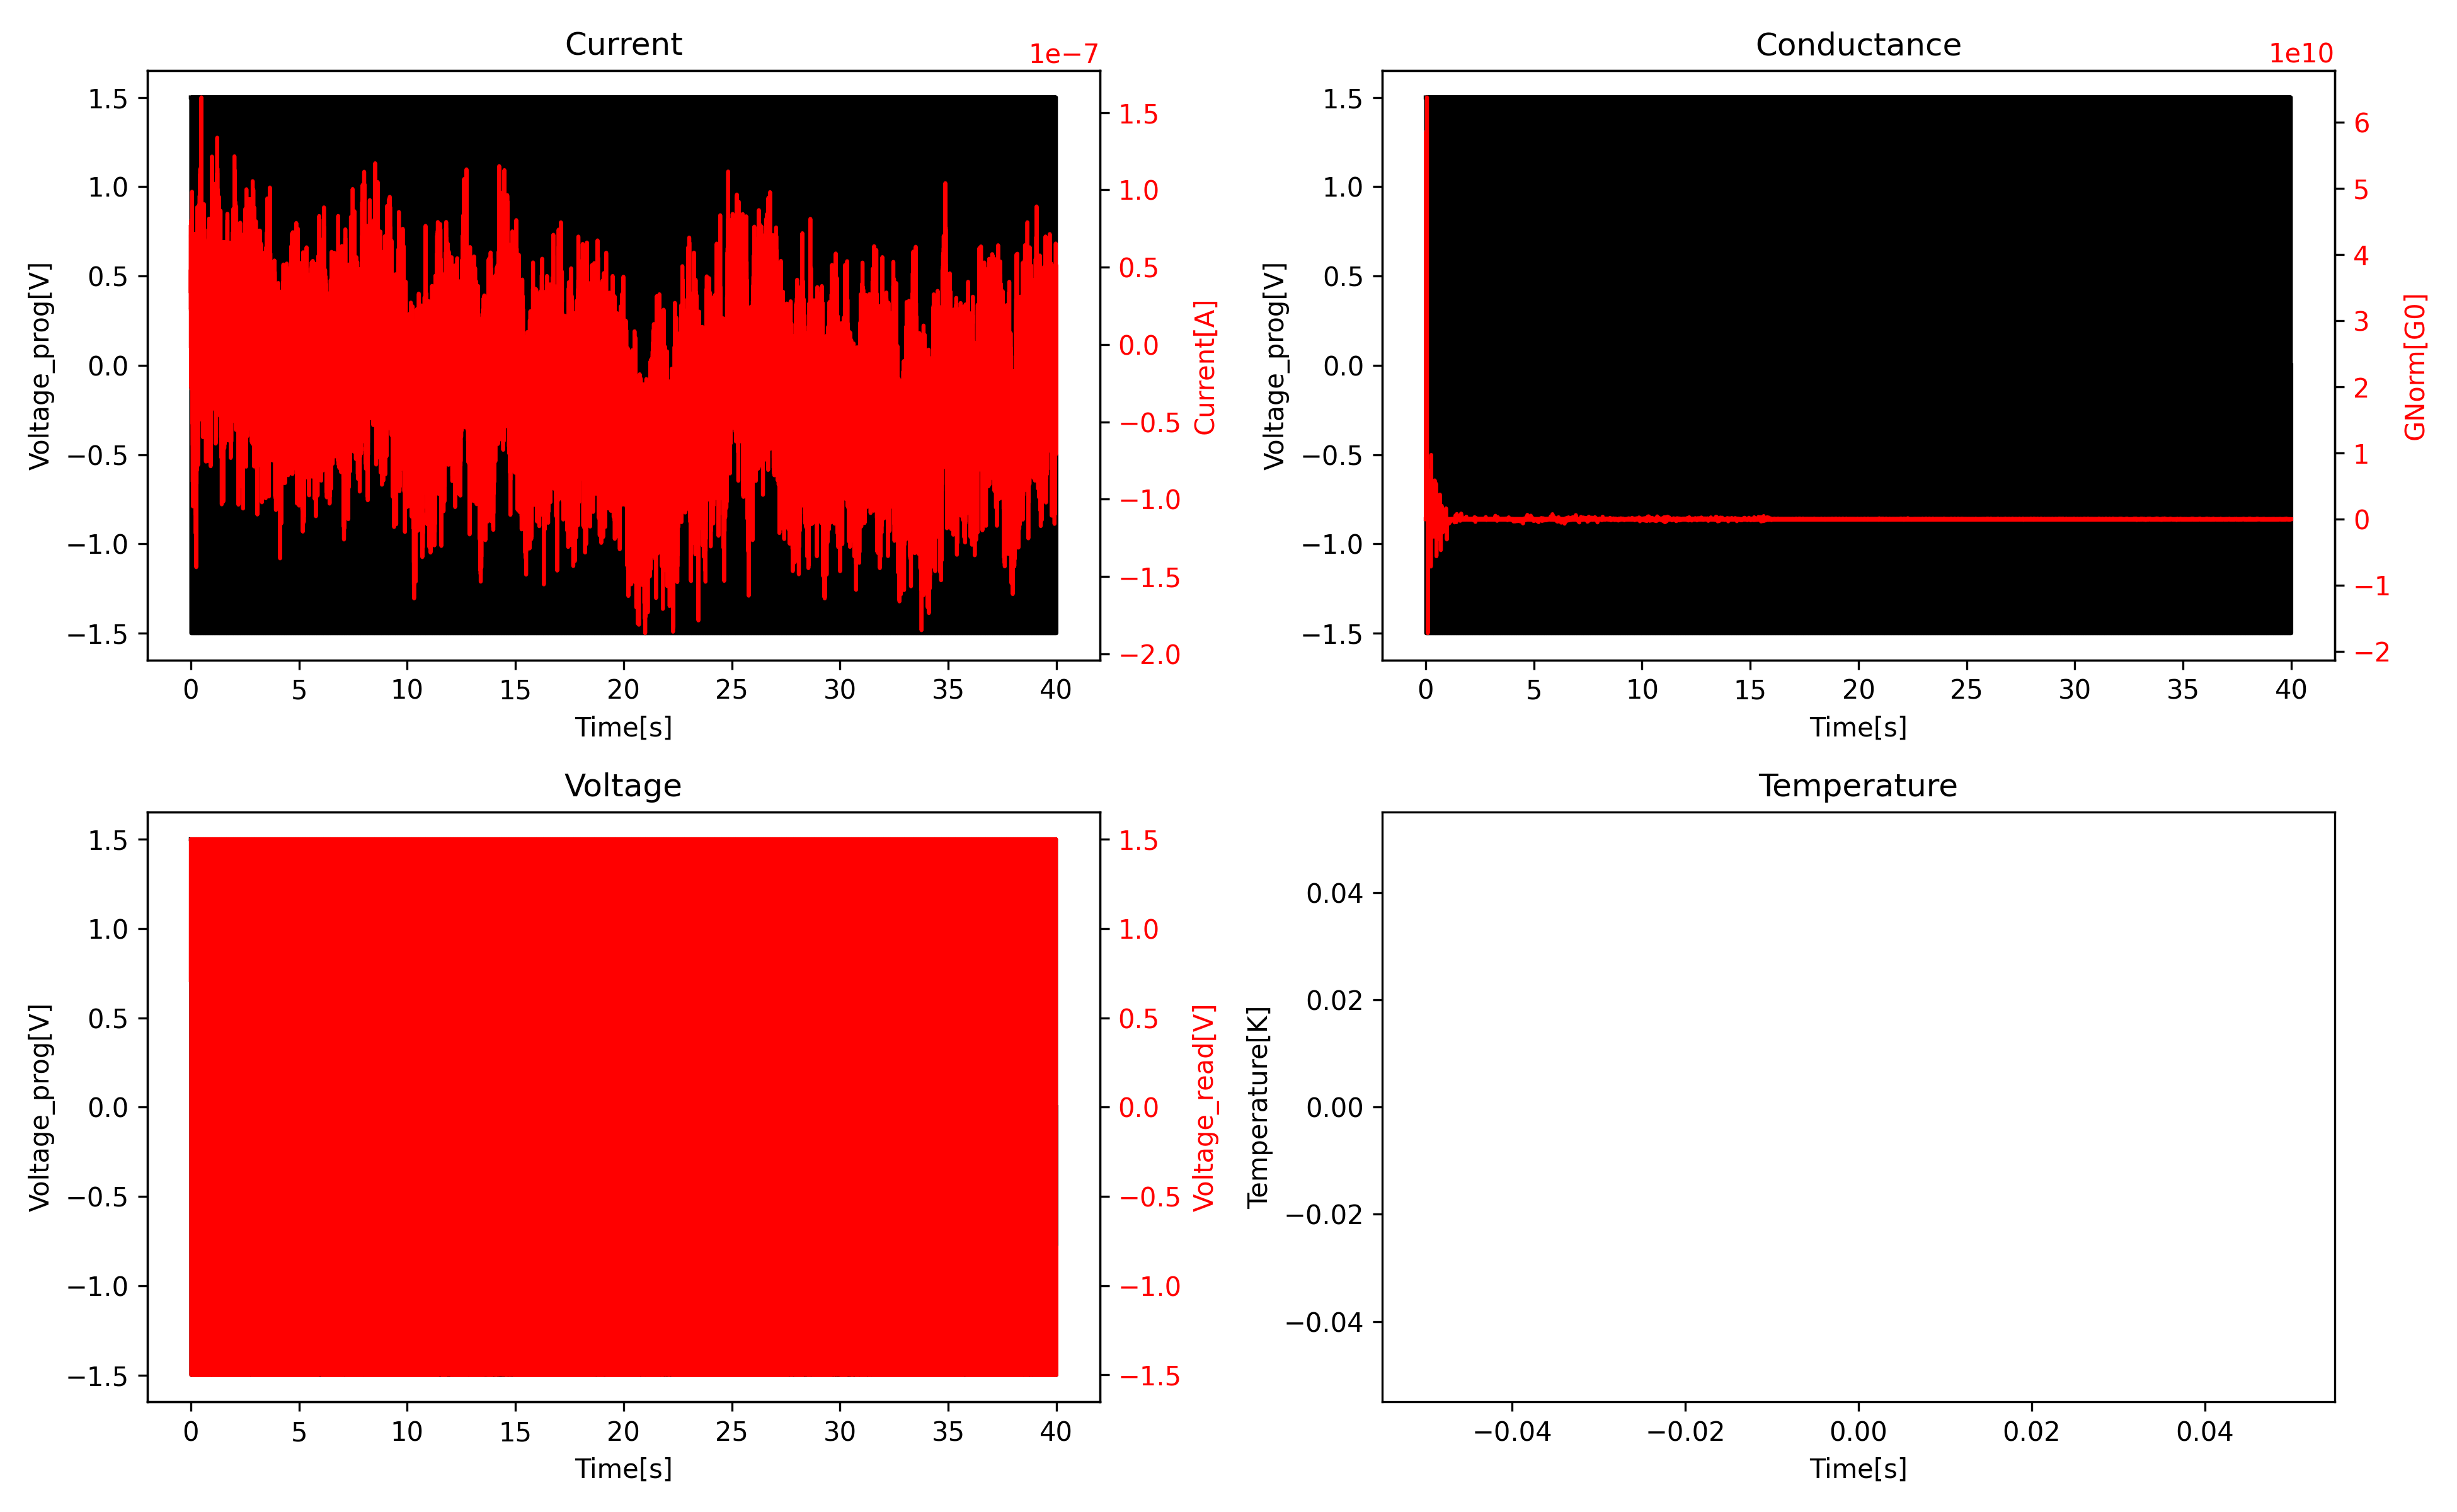 Current
1e−7
1.5
1.0
0.5
0.0
−0.5
−1.0
−1.5
Voltage_prog[V]
1.5
1.0
0.5
0.0
−0.5
−1.0
−1.5
−2.0
Current[A]
0 5 10 15 20 25 30 35 40
Time[s]
Conductance
1e10
1.5
1.0
0.5
0.0
−0.5
−1.0
−1.5
Voltage_prog[V]
6
5
4
3
2
1
0
−1
−2
GNorm[G0]
0 5 10 15 20 25 30 35 40
Time[s]
Voltage
1.5
1.0
0.5
0.0
−0.5
−1.0
−1.5
Voltage_prog[V]
1.5
1.0
0.5
0.0
−0.5
−1.0
−1.5
Voltage_read[V]
0 5 10 15 20 25 30 35 40
Time[s]
Temperature
0.04
0.02
0.00
−0.02
−0.04
Temperature[K]
−0.04 −0.02 0.00 0.02 0.04
Time[s]